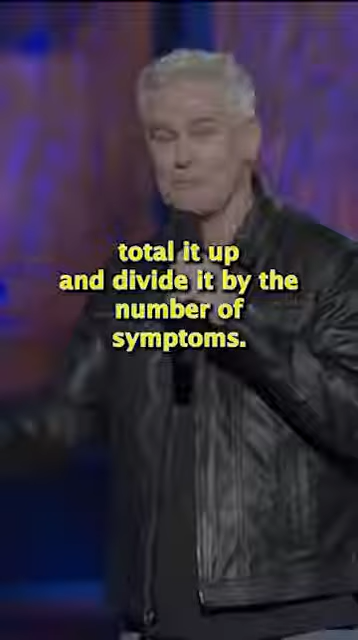 total it up
and divide it by the
number of
symptoms.